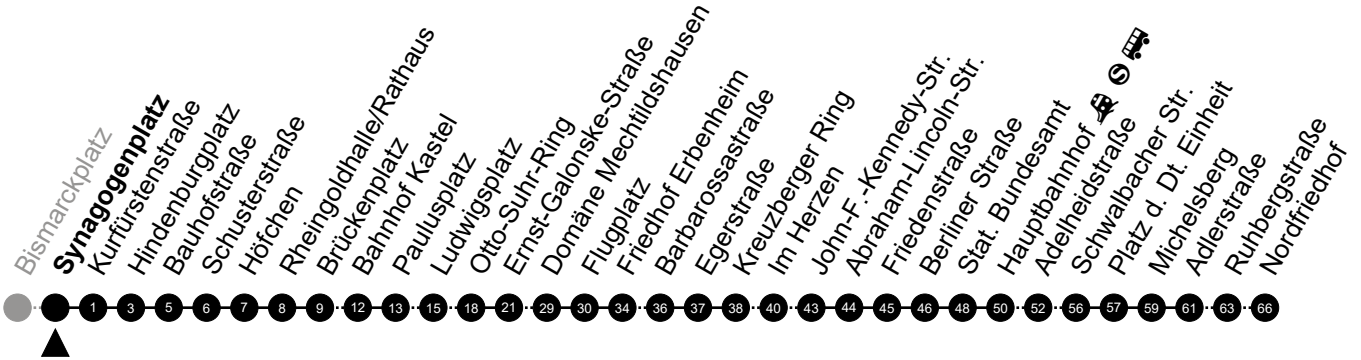 Bismarckplatz
Synagogenplatz
Kurfürstenstraße
Hindenburgplatz
Bauhofstraße
Schusterstraße
Höfchen
Rheingoldhalle/Rathaus
Brückenplatz
Bahnhof Kastel
Paulusplatz
Ludwigsplatz
Otto-Suhr-Ring
Ernst-Galonske-Straße
Domäne Mechtildshausen
Flugplatz
Friedhof Erbenheim
Barbarossastraße
Egerstraße
Kreuzberger Ring
Im Herzen
John-F.-Kennedy-Str.
Abraham-Lincoln-Str.
Friedenstraße
Berliner Straße
Stat. Bundesamt
Hauptbahnhof S
Adelheidstraße
Schwalbacher Str.
Platz d. Dt. Einheit
Michelsberg
Adlerstraße
Ruhbergstraße
Nordfriedhof
1 3 5 6 7 8 9 12 13 15 18 21 29 30 34 36 37 38 40 43 44 45 46 48 50 52 56 57 59 61 63 66